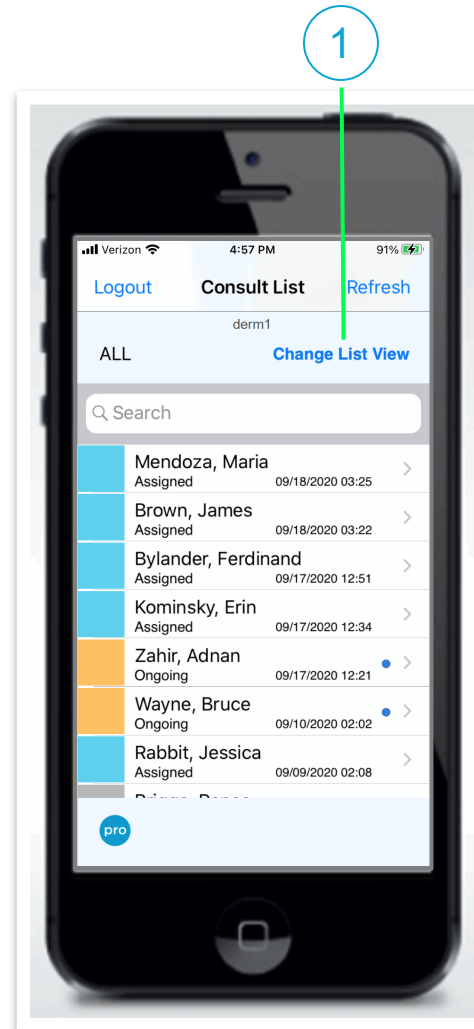 1
Verizon 4:57 PM 91%
Logout Consult List Refresh
derm1
ALL Change List View
Search
Mendoza, Maria
Assigned 09/18/2020 03:25
Brown, James
Assigned 09/18/2020 03:22
Bylander, Ferdinand
Assigned 09/17/2020 12:51
Kominsky, Erin
Assigned 09/17/2020 12:34
Zahir, Adnan
Ongoing 09/17/2020 12:21
Wayne, Bruce
Ongoing 09/10/2020 02:02
Rabbit, Jessica
Assigned 09/09/2020 02:08
pro